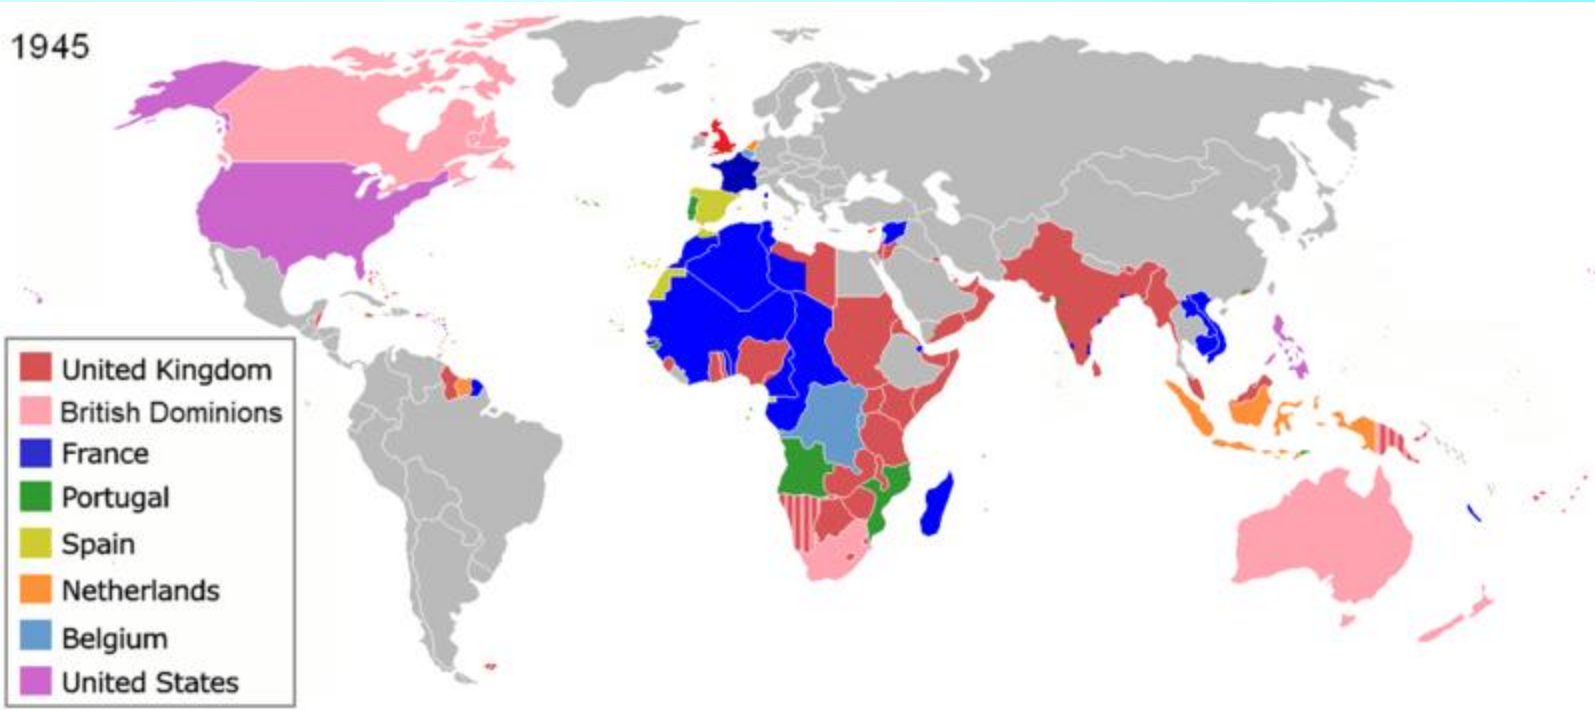 1945
United Kingdom
British Dominions
France
Portugal
Spain
Netherlands
Belgium
United States